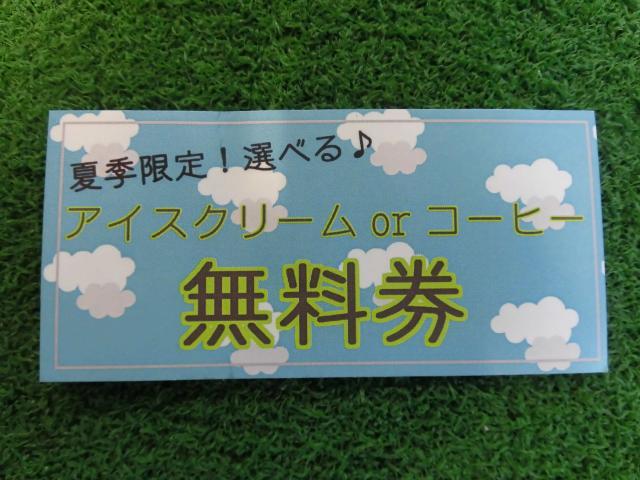 夏季限定！選べる♪
アイスクリーム or コーヒー
無料券